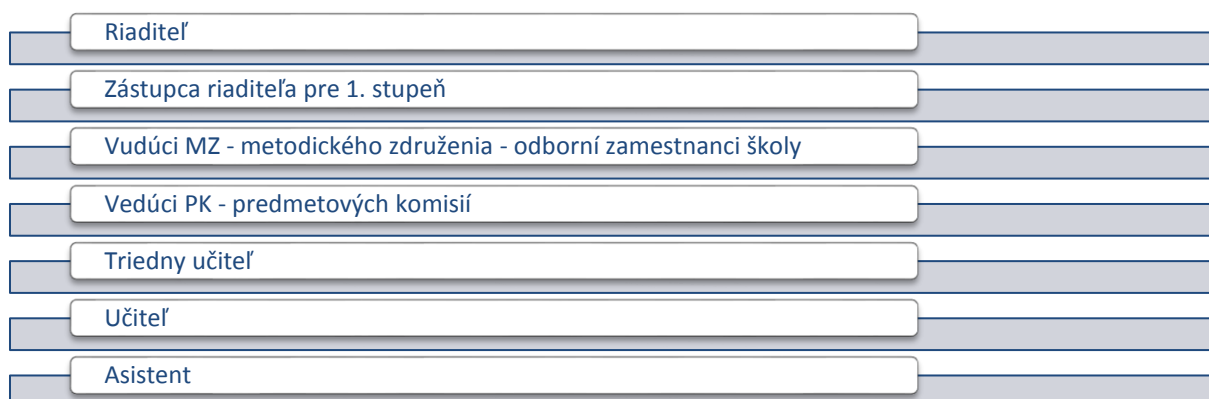 Riaditeľ
Zástupca riaditeľa pre 1. stupeň
Vudúci MZ - metodického združenia - odborní zamestnanci školy
Vedúci PK - predmetových komisií
Triedny učiteľ
Učiteľ
Asistent